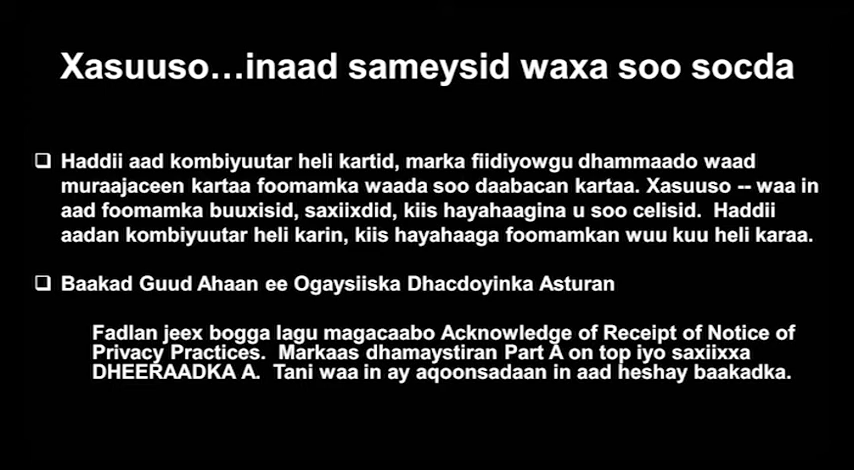 Xasuuso…inaad sameysid waxa soo socda
❑ Haddii aad kombiyuutar heli kartid, marka fiidiyowgu dhammaado waad
muraajaceen kartaa foomamka waada soo daabacan kartaa. Xasuuso -- waa in
aad foomamka buuxisid, saxiixdid, kiis hayahaagina u soo celisid. Haddii
aadan kombiyuutar heli karin, kiis hayahaaga foomamkan wuu kuu heli karaa.
❑ Baakad Guud Ahaan ee Ogaysiiska Dhacdoyinka Asturan
Fadlan jeex bogga lagu magacaabo Acknowledge of Receipt of Notice of
Privacy Practices. Markaas dhamaystiran Part A on top iyo saxiixxa
DHEERAADKA A. Tani waa in ay aqoonsadaan in aad heshay baakadka.